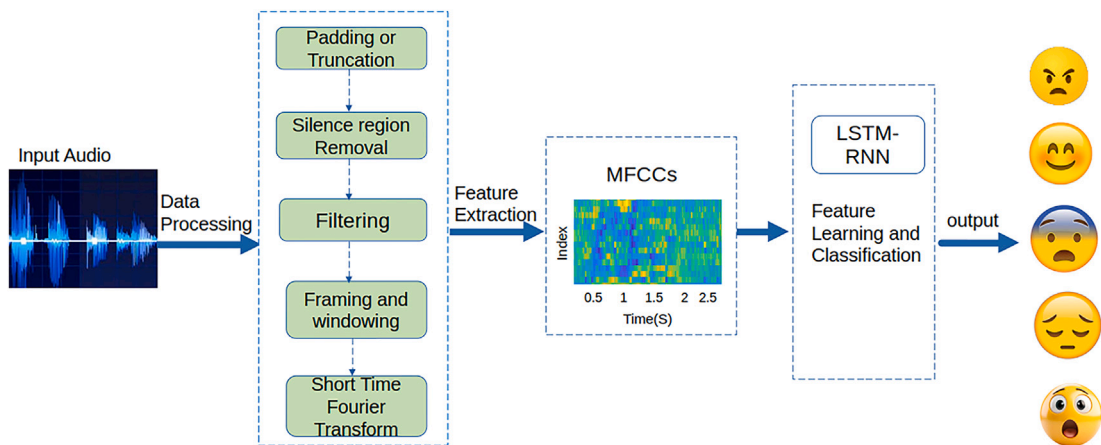 Input Audio
Data
Processing
Padding or
Truncation
Silence region
Removal
Filtering
Framing and
windowing
Short Time
Fourier
Transform
Feature
Extraction
MFCCs
Index
0.5 1 1.5 2 2.5
Time(S)
LSTM-
RNN
Feature
Learning and
Classification
output